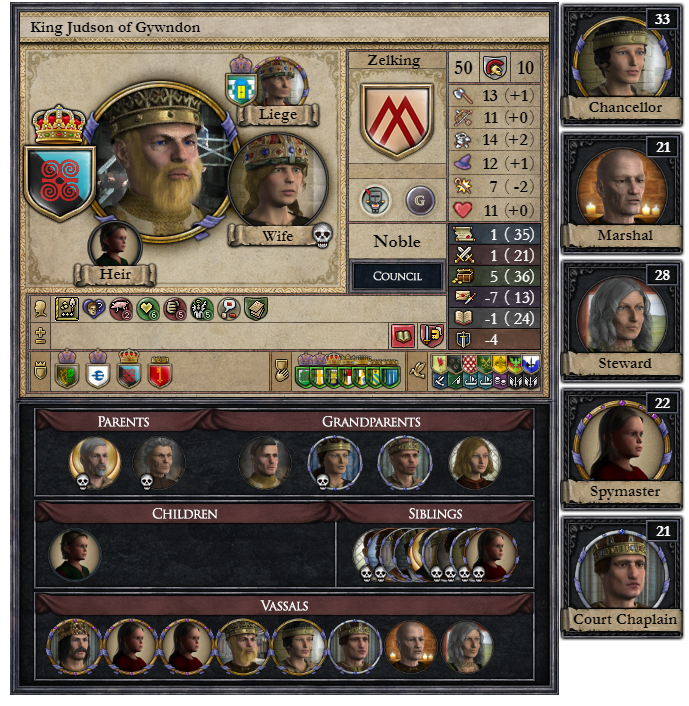 King Judson of Gywndon
Liege
Wife
Heir
Zelking
G
Noble
COUNCIL
50 10
13 (+1)
11 (+0)
14 (+2)
12 (+1)
7 (-2)
11 (+0)
1 ( 35)
1 ( 21)
5 ( 36)
-7 ( 13)
-1 ( 24)
-4
PARENTS
GRANDPARENTS
CHILDREN
SIBLINGS
VASSALS
33
Chancellor
21
Marshal
28
Steward
22
Spymaster
21
Court Chaplain